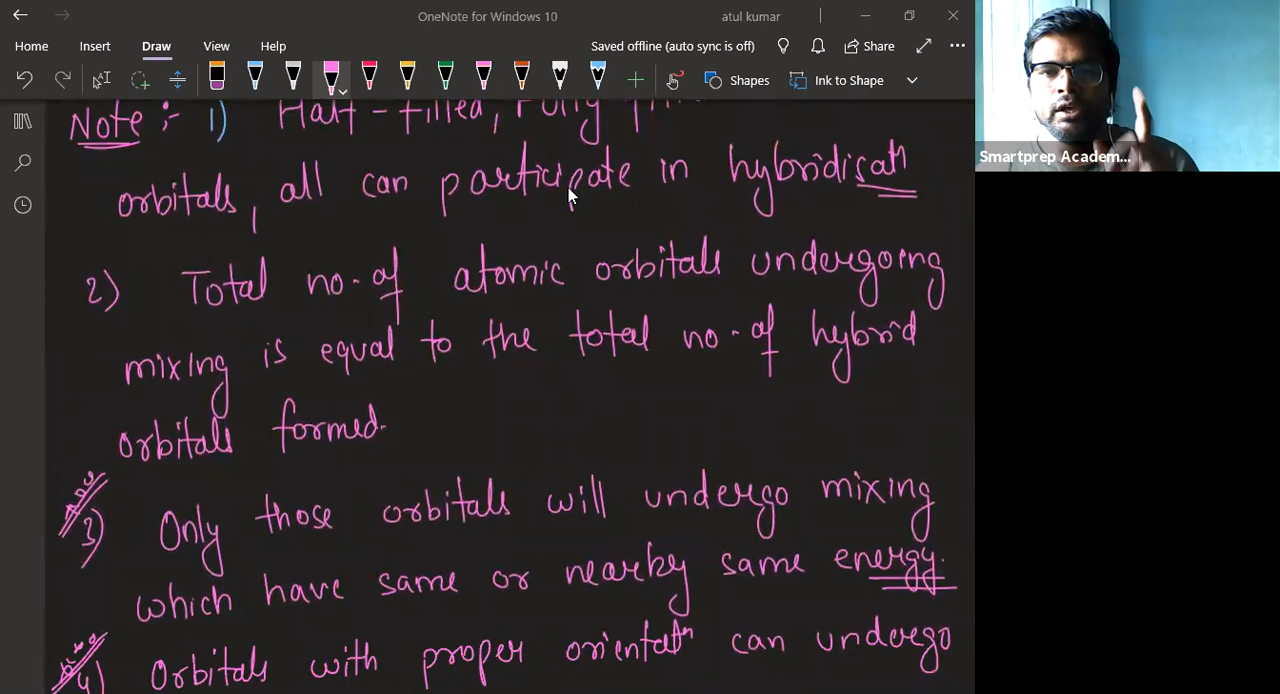 OneNote for Windows 10
atul kumar
Home Insert Draw View Help
Saved offline (auto sync is off)
Share
Shapes
Ink to Shape
Smartprep Academ...
Note :- 1) Half-filled, Fully
orbitals, all can participate in hybridisatn
2) Total no. of atomic orbitals undergoing
mixing is equal to the total no. of hybrid
orbitals formed.
3) Only those orbitals will undergo mixing
which have same or nearky same energy.
4) Orbitals with proper orientatn can undergo